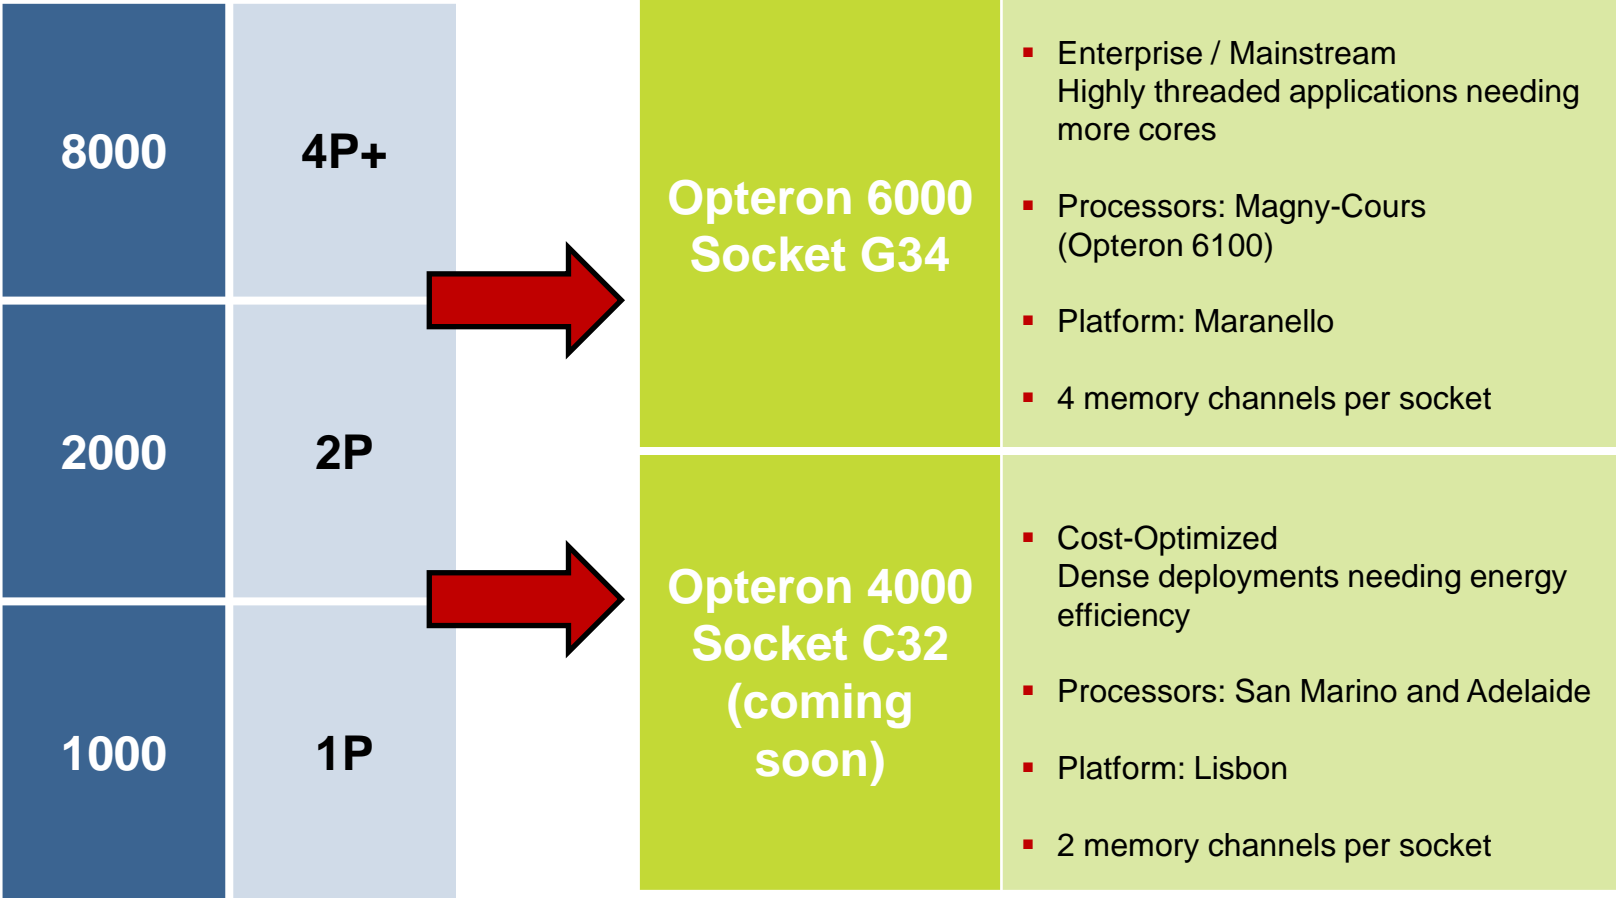 8000
4P+
2000
2P
1000
1P
Opteron 6000
Socket G34
Enterprise / Mainstream
Highly threaded applications needing
more cores
Processors: Magny-Cours
(Opteron 6100)
Platform: Maranello
4 memory channels per socket
Opteron 4000
Socket C32
(coming
soon)
Cost-Optimized
Dense deployments needing energy
efficiency
Processors: San Marino and Adelaide
Platform: Lisbon
2 memory channels per socket